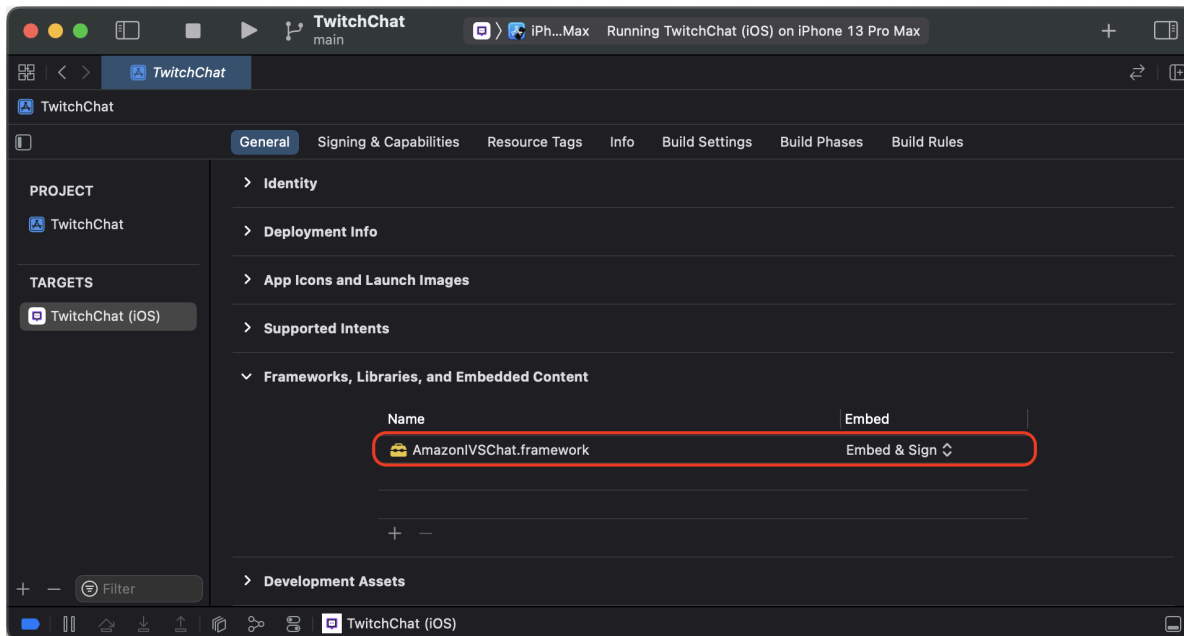 TwitchChat
main
iPh...Max Running TwitchChat (iOS) on iPhone 13 Pro Max
TwitchChat
TwitchChat
General Signing & Capabilities Resource Tags Info Build Settings Build Phases Build Rules
PROJECT
TwitchChat
TARGETS
TwitchChat (iOS)
Filter
Identity
Deployment Info
App Icons and Launch Images
Supported Intents
Frameworks, Libraries, and Embedded Content
Name Embed
AmazonIVSChat.framework Embed & Sign
Development Assets
TwitchChat (iOS)